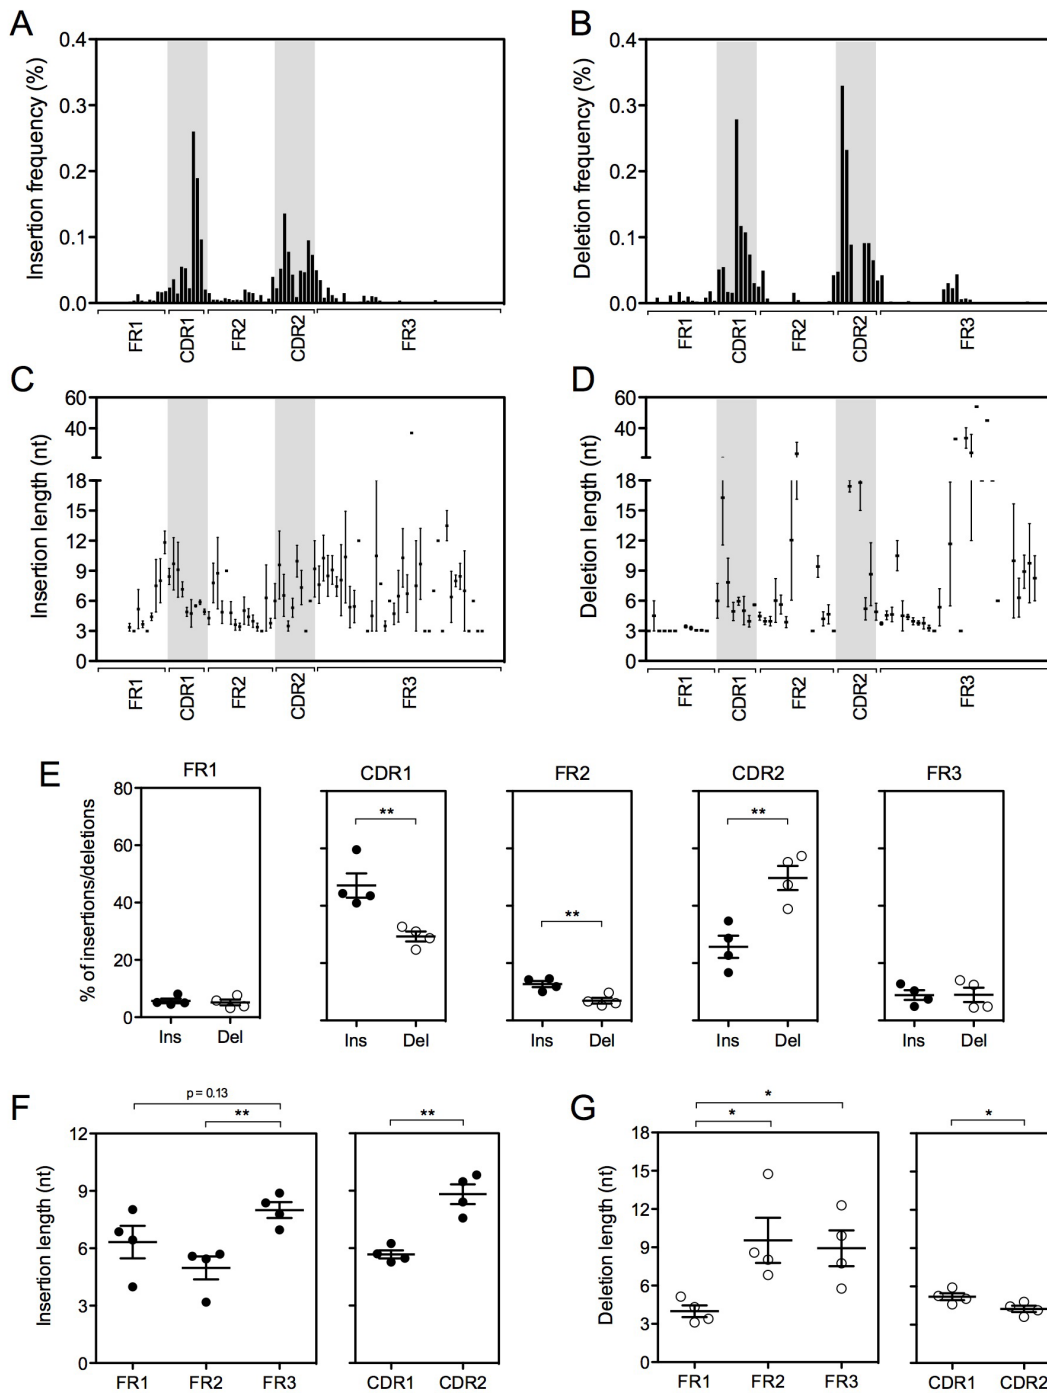 A
B
0.4
0.3
0.2
0.1
0.0
Insertion frequency (%)
FR1
CDR1
FR2
CDR2
FR3
0.4
0.3
0.2
0.1
0.0
Deletion frequency (%)
FR1
CDR1
FR2
CDR2
FR3
C
D
60
40
18
15
12
9
6
3
0
Insertion length (nt)
FR1
CDR1
FR2
CDR2
FR3
60
40
18
15
12
9
6
3
0
Deletion length (nt)
FR1
CDR1
FR2
CDR2
FR3
E
FR1
CDR1
FR2
CDR2
FR3
80
60
40
20
0
% of insertions/deletions
**
**
**
Ins Del
Ins Del
Ins Del
Ins Del
Ins Del
F
p = 0.13
**
**
12
9
6
3
0
Insertion length (nt)
FR1 FR2 FR3
CDR1 CDR2
G
*
*
*
18
15
12
9
6
3
0
Deletion length (nt)
FR1 FR2 FR3
CDR1 CDR2